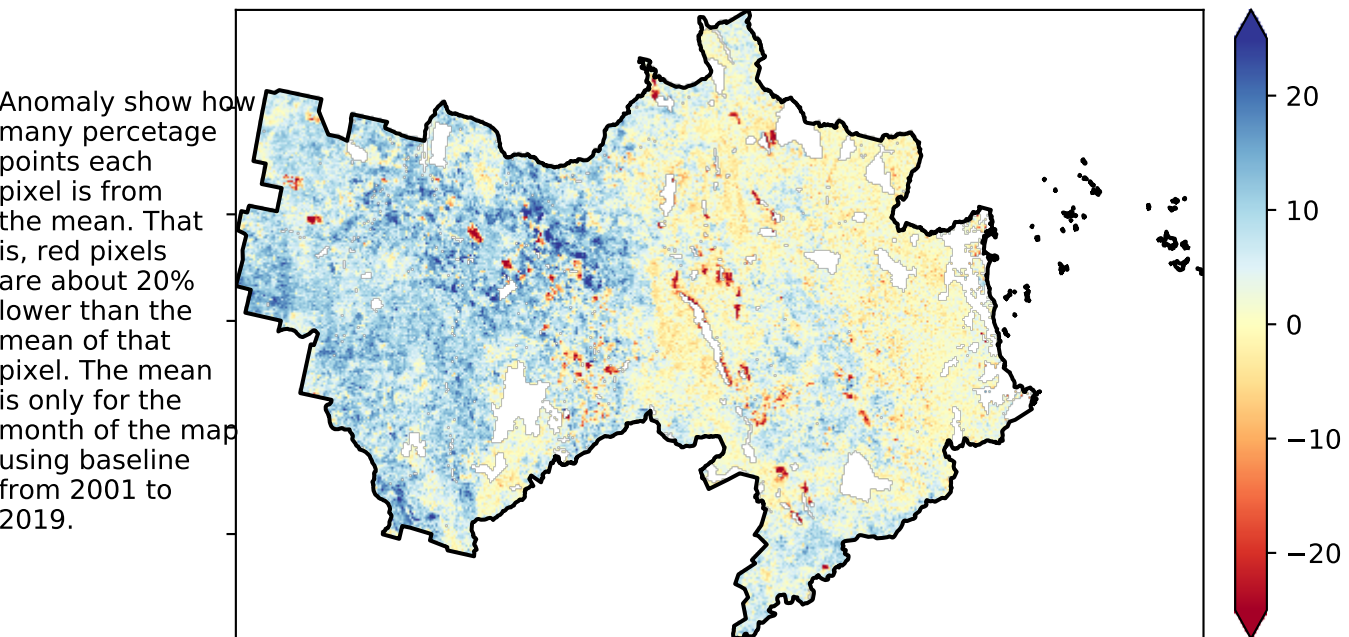 Anomaly show how
many percetage
points each
pixel is from
the mean. That
is, red pixels
are about 20%
lower than the
mean of that
pixel. The mean
is only for the
month of the map
using baseline
from 2001 to
2019.
20
10
0
−10
−20